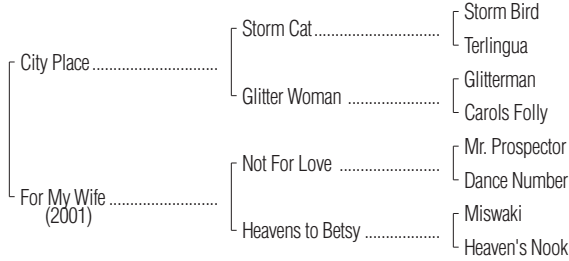 Storm Bird
Storm Cat..............................
Terlingua
City Place ..............................
Glitterman
Glitter Woman ......................
Carols Folly
Mr. Prospector
Not For Love ........................
Dance Number
For My Wife ..........................
(2001)
Miswaki
Heavens to Betsy ..................
Heaven's Nook